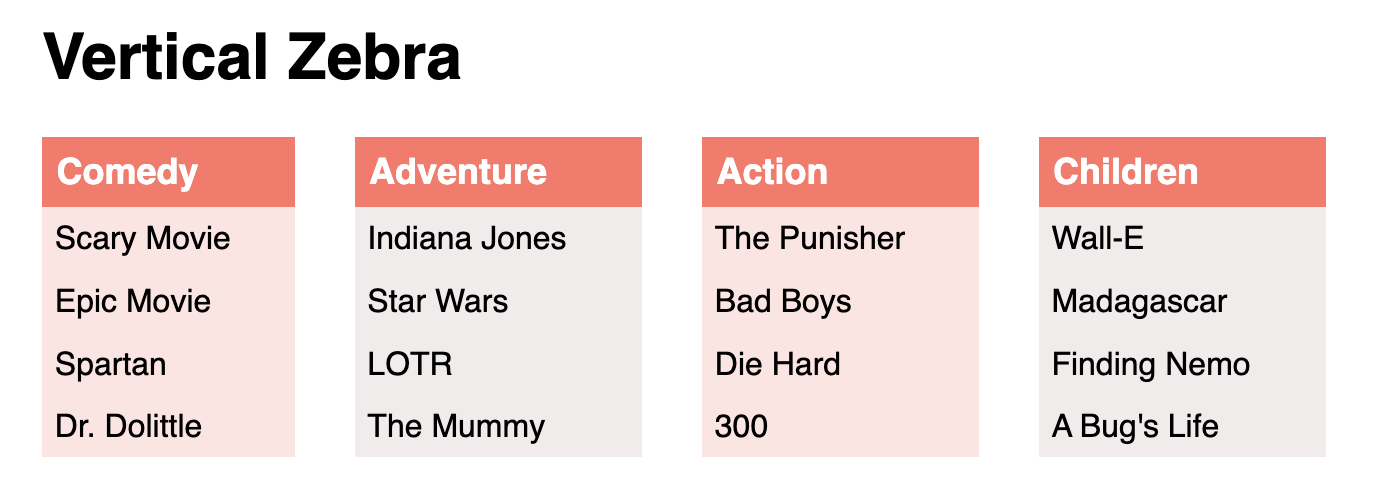 Vertical Zebra
Comedy Adventure Action Children
Scary Movie Indiana Jones The Punisher Wall-E
Epic Movie Star Wars Bad Boys Madagascar
Spartan LOTR Die Hard Finding Nemo
Dr. Dolittle The Mummy 300 A Bug's Life